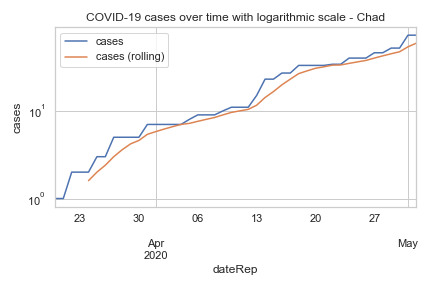 COVID-19 cases over time with logarithmic scale - Chad
cases
cases (rolling)
cases
10¹
10⁰
23
30
06
13
20
27
Apr
2020
May
dateRep